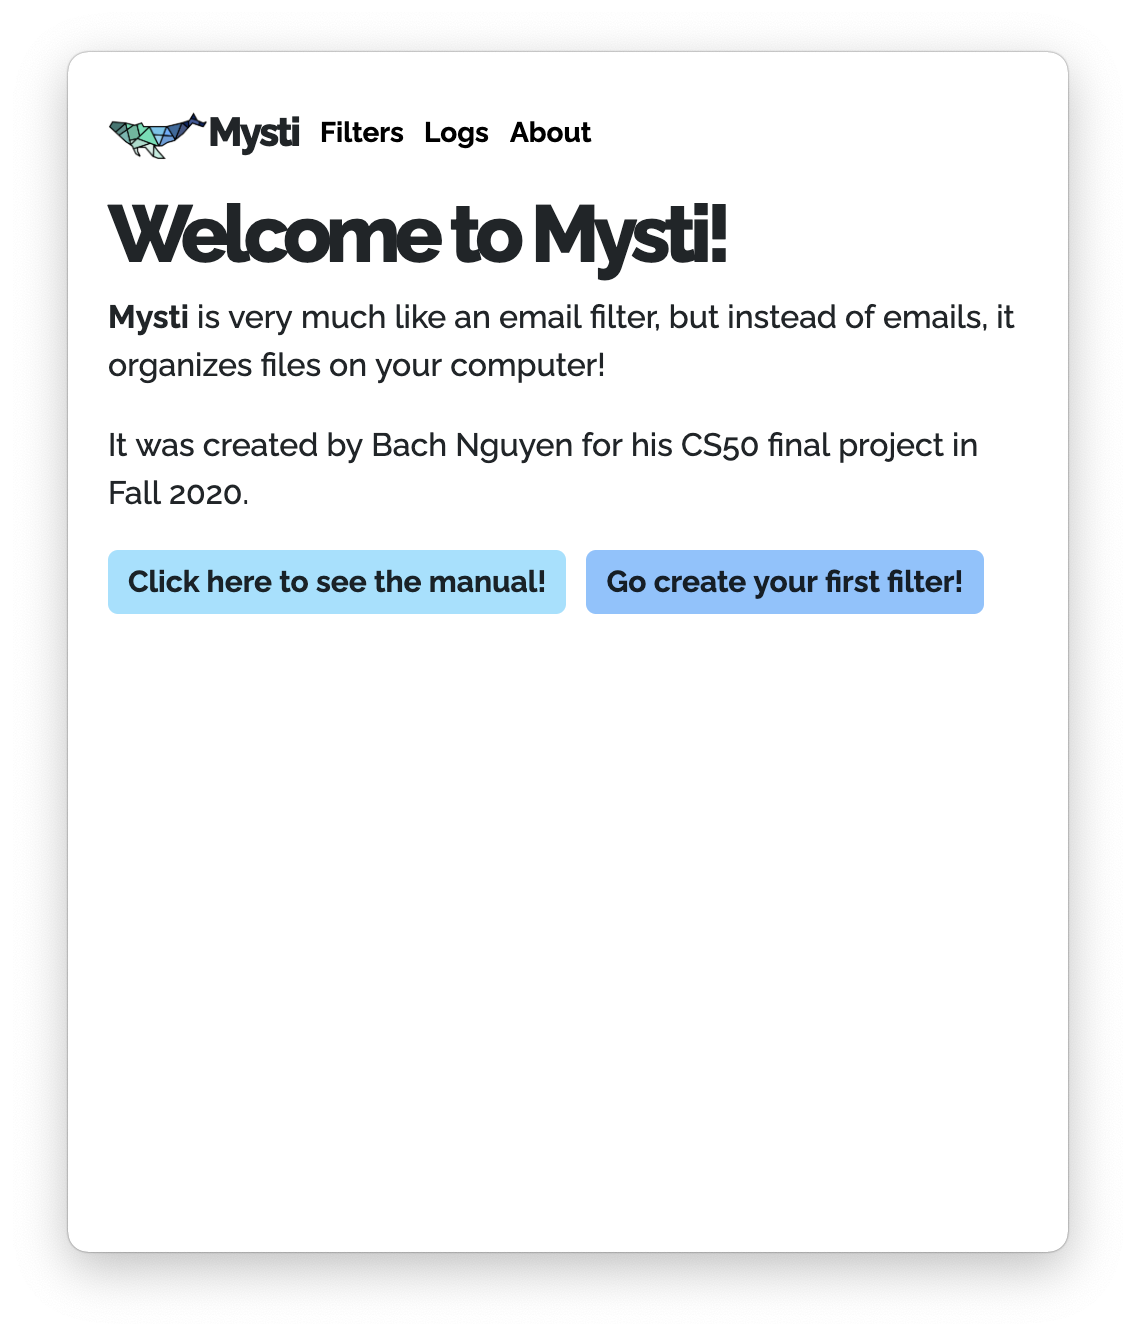 Mysti Filters Logs About
Welcome to Mysti!
Mysti is very much like an email filter, but instead of emails, it
organizes files on your computer!
It was created by Bach Nguyen for his CS50 final project in
Fall 2020.
Click here to see the manual! Go create your first filter!